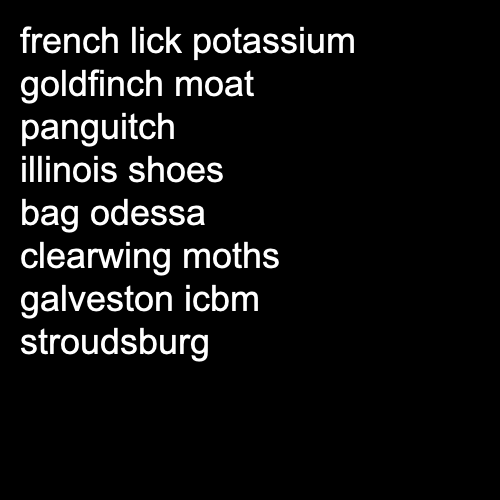 french lick potassium
goldfinch moat
panguitch
illinois shoes
bag odessa
clearwing moths
galveston icbm
stroudsburg